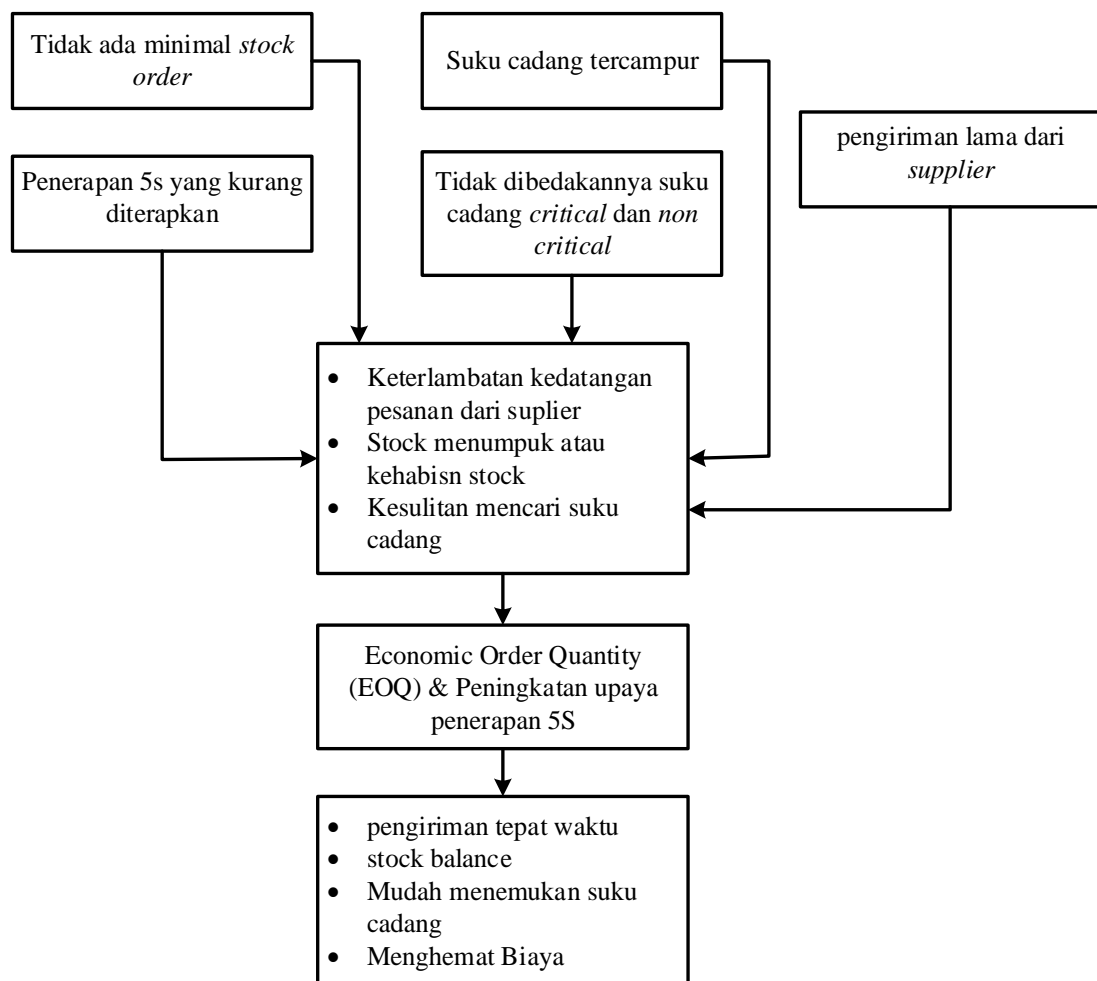 Tidak ada minimal stock
order
Suku cadang tercampur
pengiriman lama dari
supplier
Penerapan 5s yang kurang
diterapkan
Tidak dibedakannya suku
cadang critical dan non
critical
• Keterlambatan kedatangan
pesanan dari suplier
• Stock menumpuk atau
kehabisn stock
• Kesulitan mencari suku
cadang
Economic Order Quantity
(EOQ) & Peningkatan upaya
penerapan 5S
• pengiriman tepat waktu
• stock balance
• Mudah menemukan suku
cadang
• Menghemat Biaya